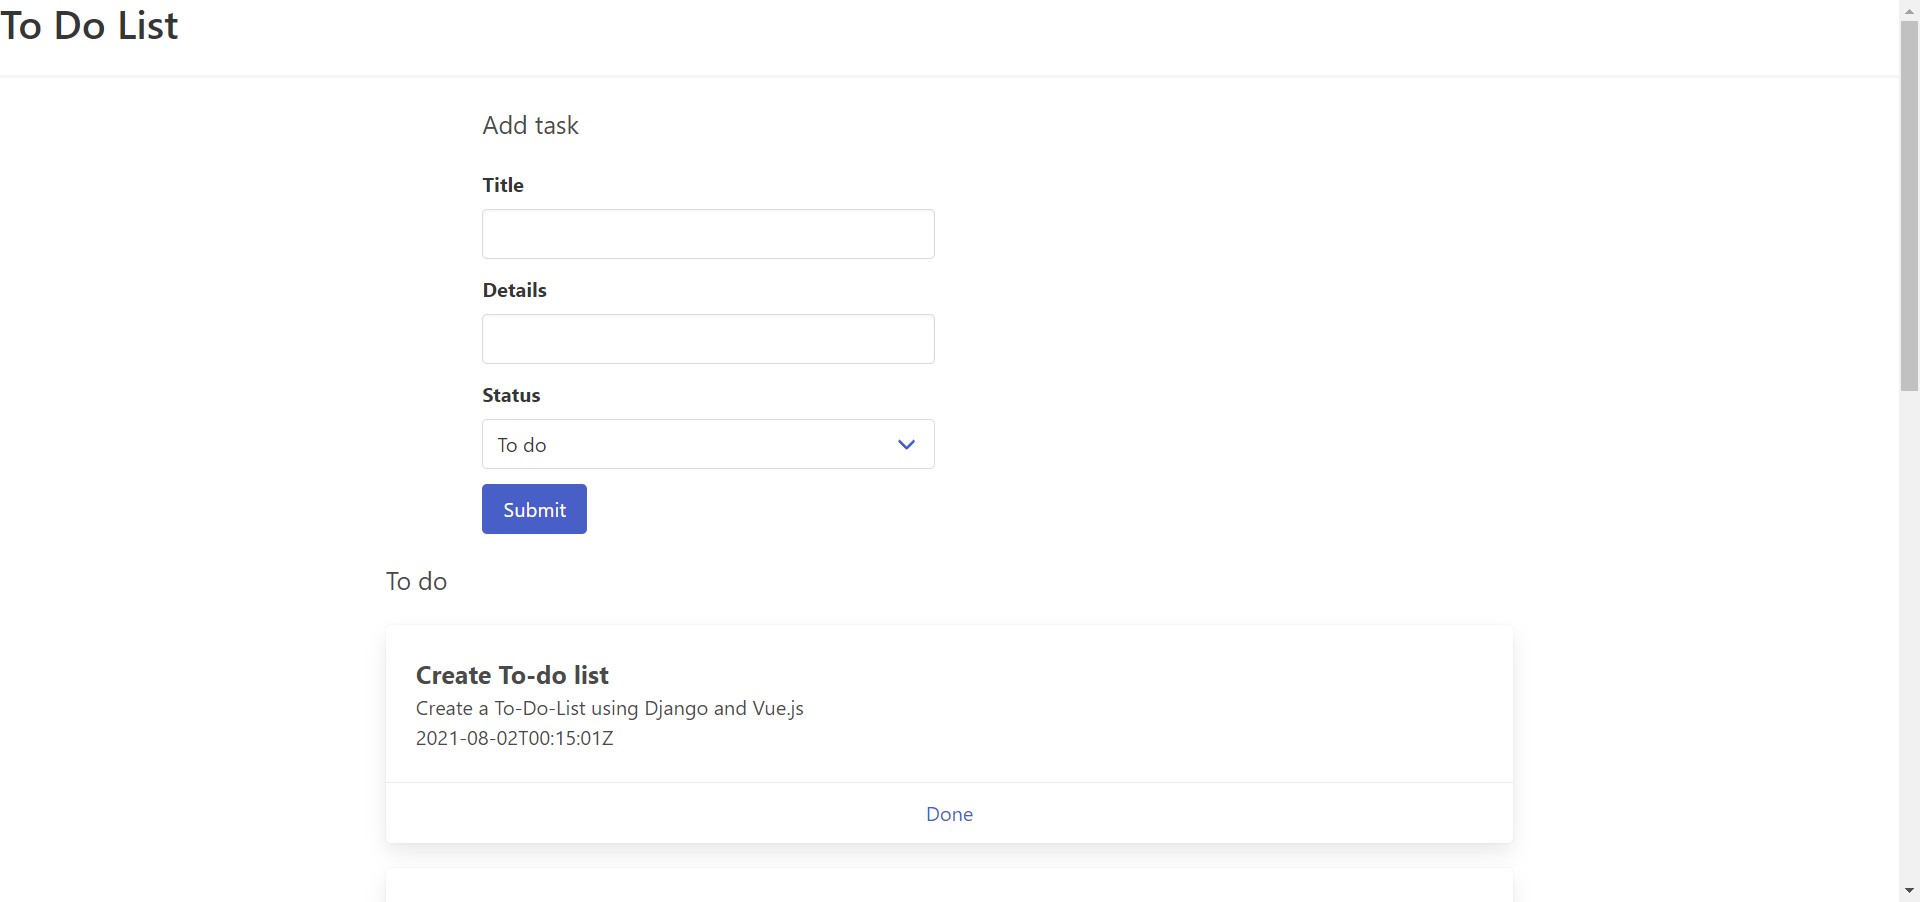 To Do List
Add task
Title
Details
Status
To do
Submit
To do
Create To-do list
Create a To-Do-List using Django and Vue.js
2021-08-02T00:15:01Z
Done